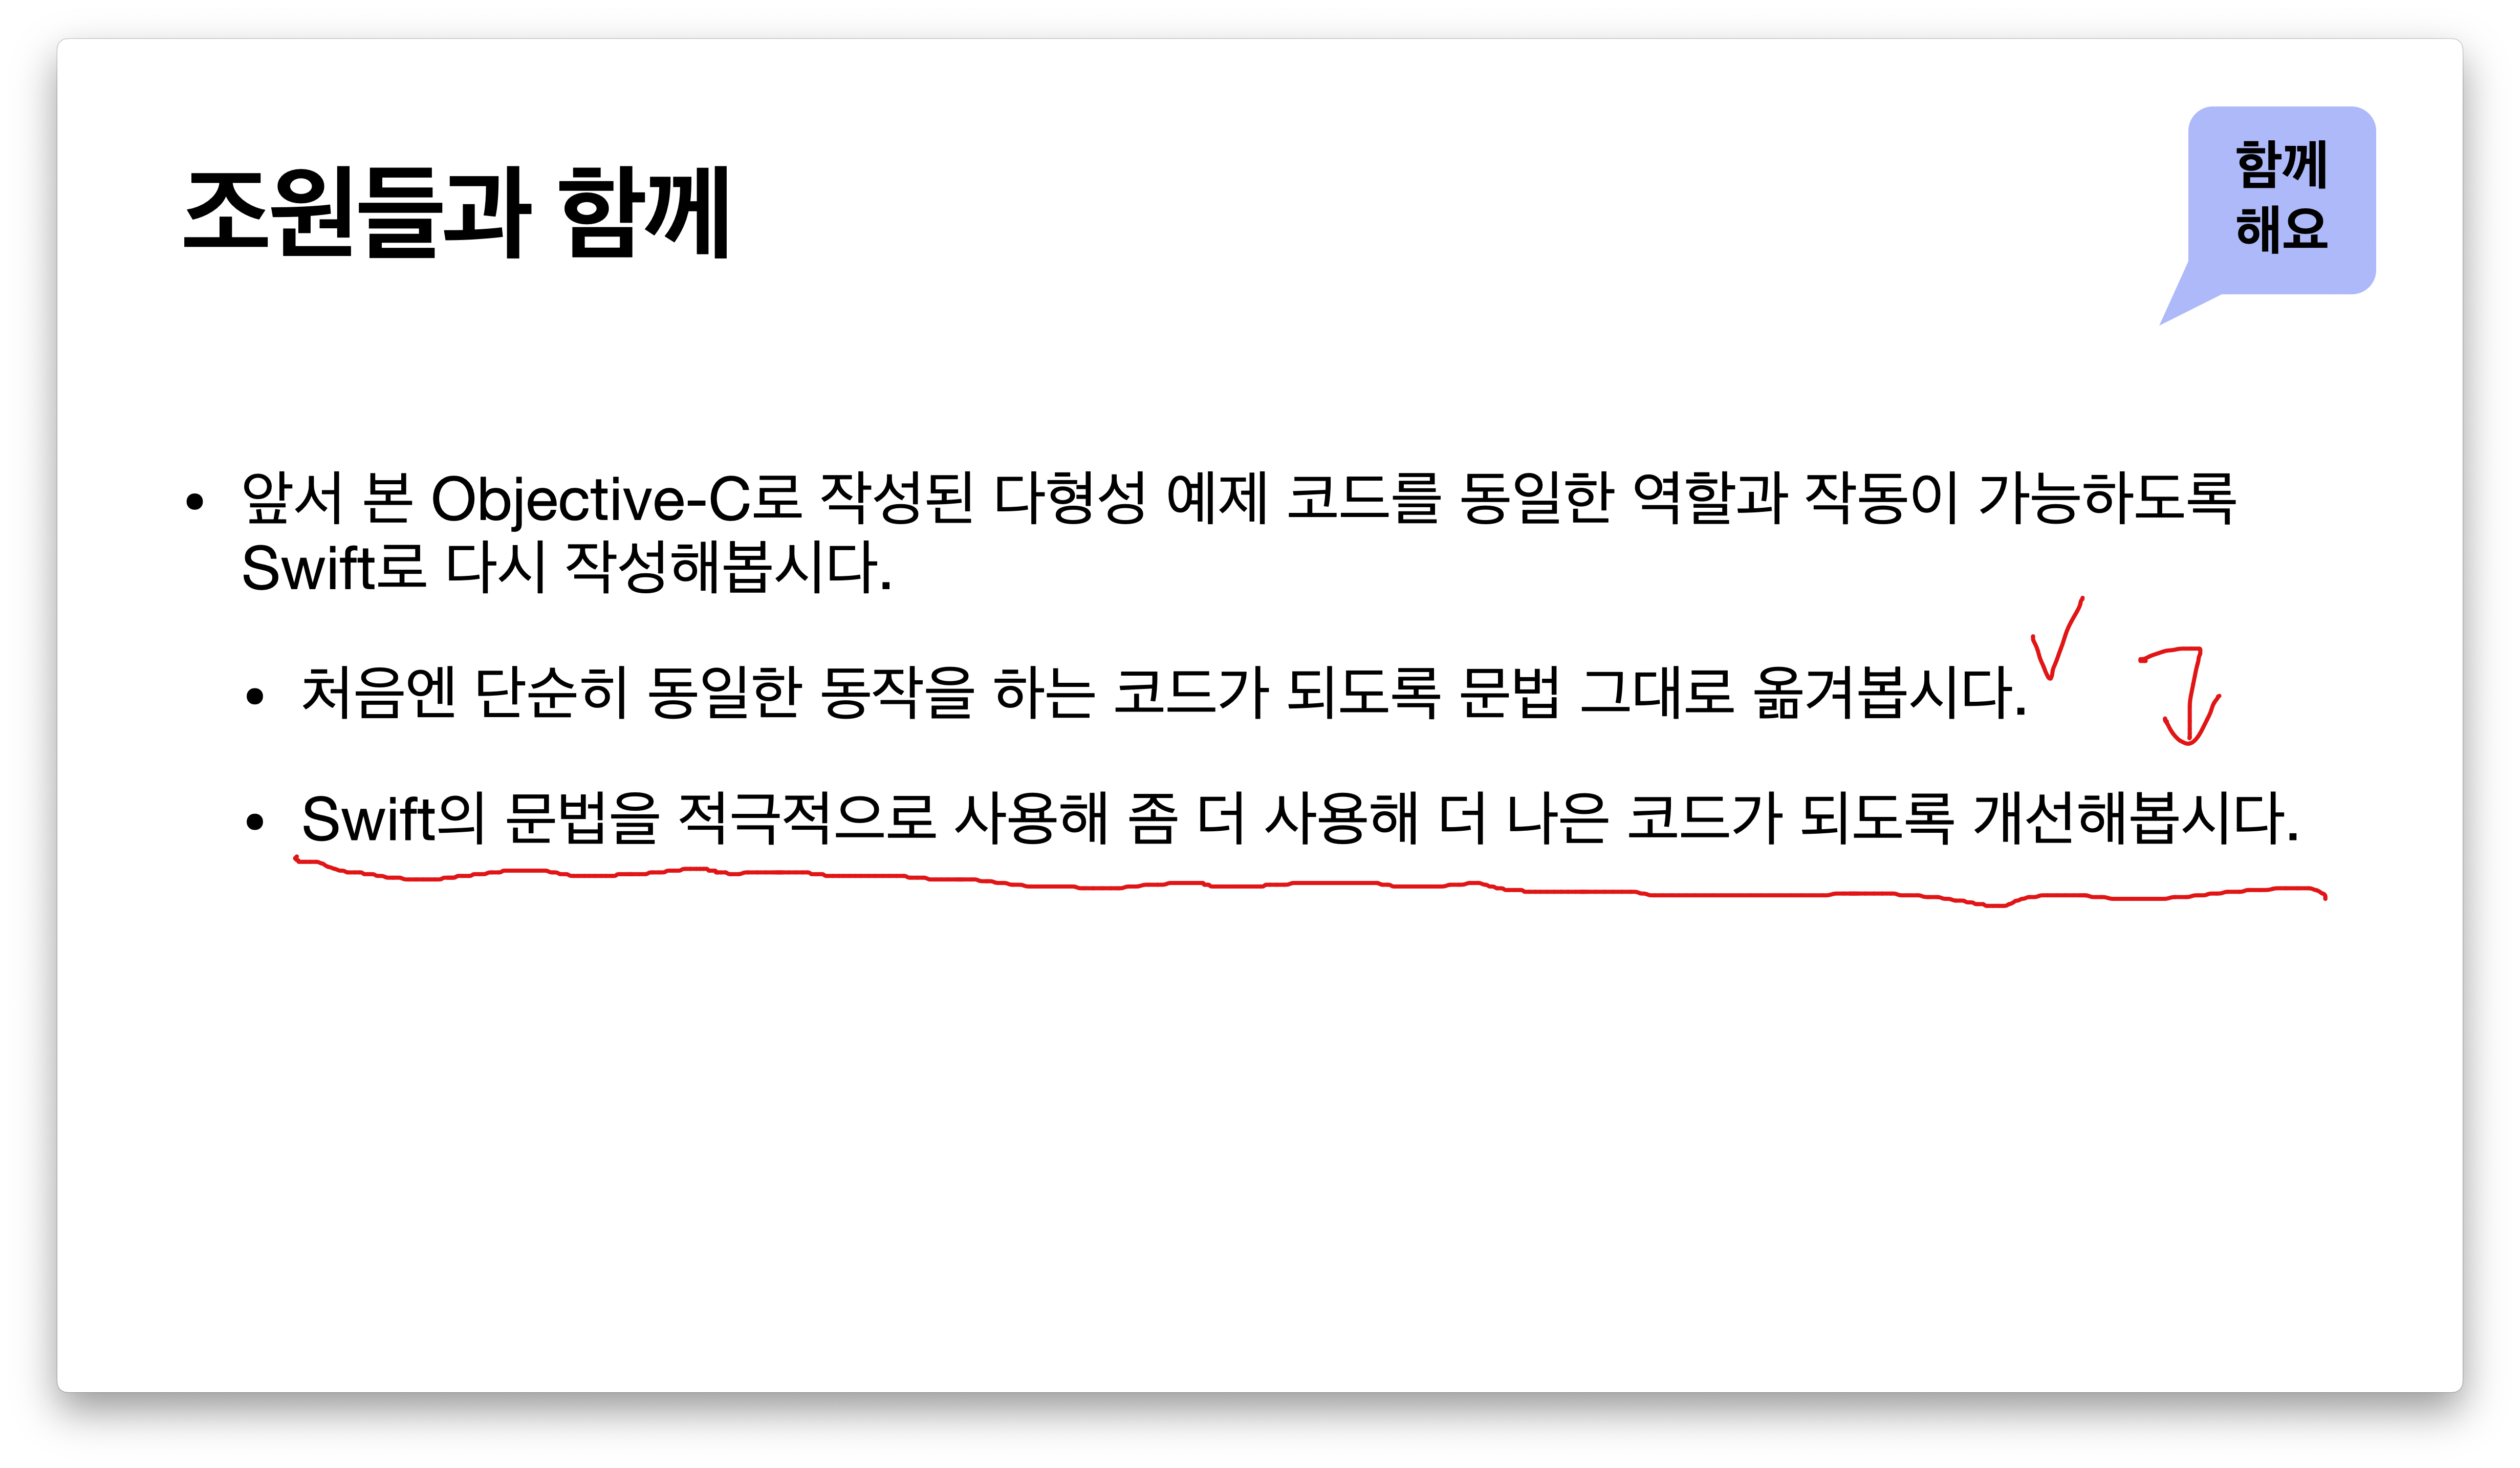 조원들과 함께
함께
해요
• 앞서 본 Objective-C로 작성된 다형성 예제 코드를 동일한 역할과 작동이 가능하도록
Swift로 다시 작성해봅시다.
• 처음엔 단순히 동일한 동작을 하는 코드가 되도록 문법 그대로 옮겨봅시다.
• Swift의 문법을 적극적으로 사용해 좀 더 사용해 더 나은 코드가 되도록 개선해봅시다.